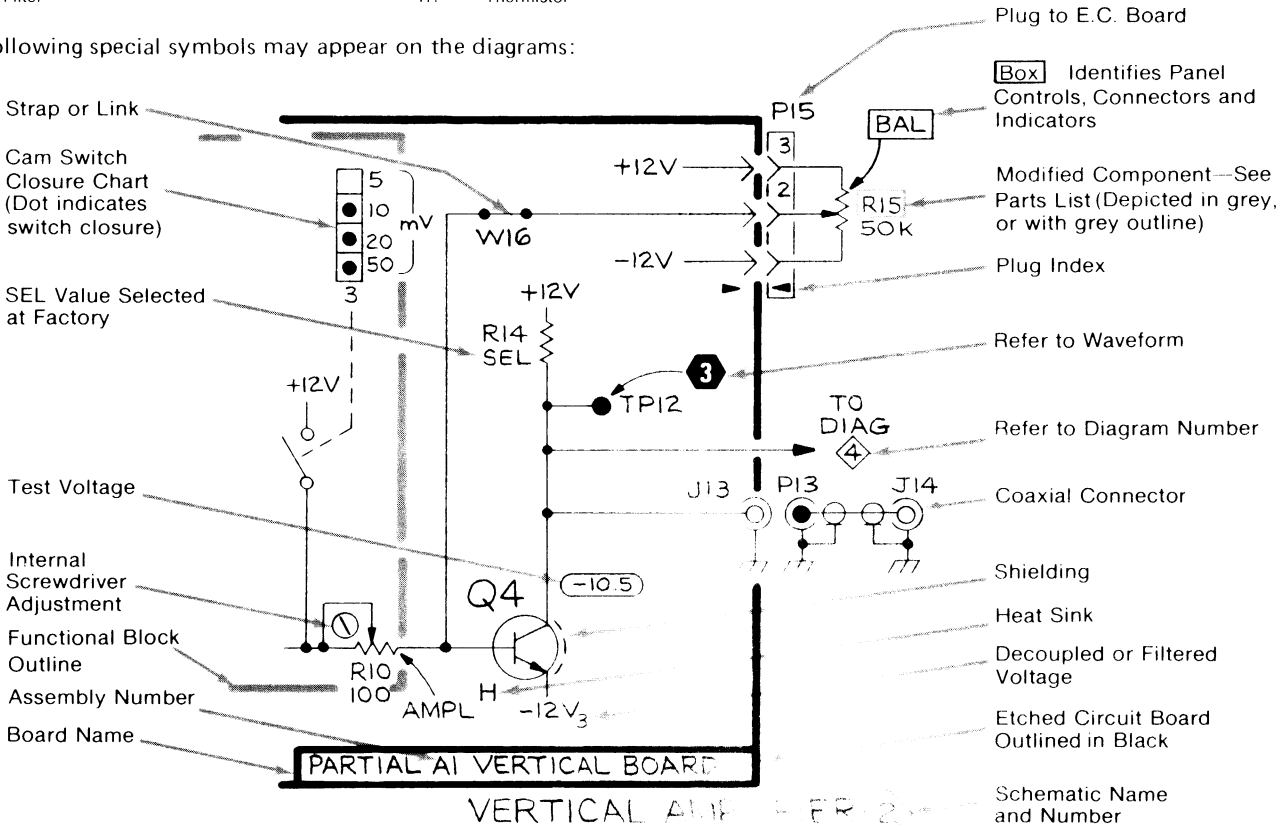 ollowing special symbols may appear on the diagrams:
Strap or Link
Cam Switch
Closure Chart
(Dot indicates
switch closure)
SEL Value Selected
at Factory
Test Voltage
Internal
Screwdriver
Adjustment
Functional Block
Outline
Assembly Number
Board Name
5
10
20
50
mV
3
+12V
W16
+12V
R14
SEL
3
TP12
+12V
-12V
P15
3
2
BAL
R15
50K
TO
DIAG
4
J13
P13
J14
-10.5
Q4
R10
100
AMPL
H
-12V3
PARTIAL A1 VERTICAL BOARD
VERTICAL
Plug to E.C. Board
Box Identifies Panel
Controls, Connectors and
Indicators
Modified Component—See
Parts List (Depicted in grey,
or with grey outline)
Plug Index
Refer to Waveform
Refer to Diagram Number
Coaxial Connector
Shielding
Heat Sink
Decoupled or Filtered
Voltage
Etched Circuit Board
Outlined in Black
Schematic Name
and Number